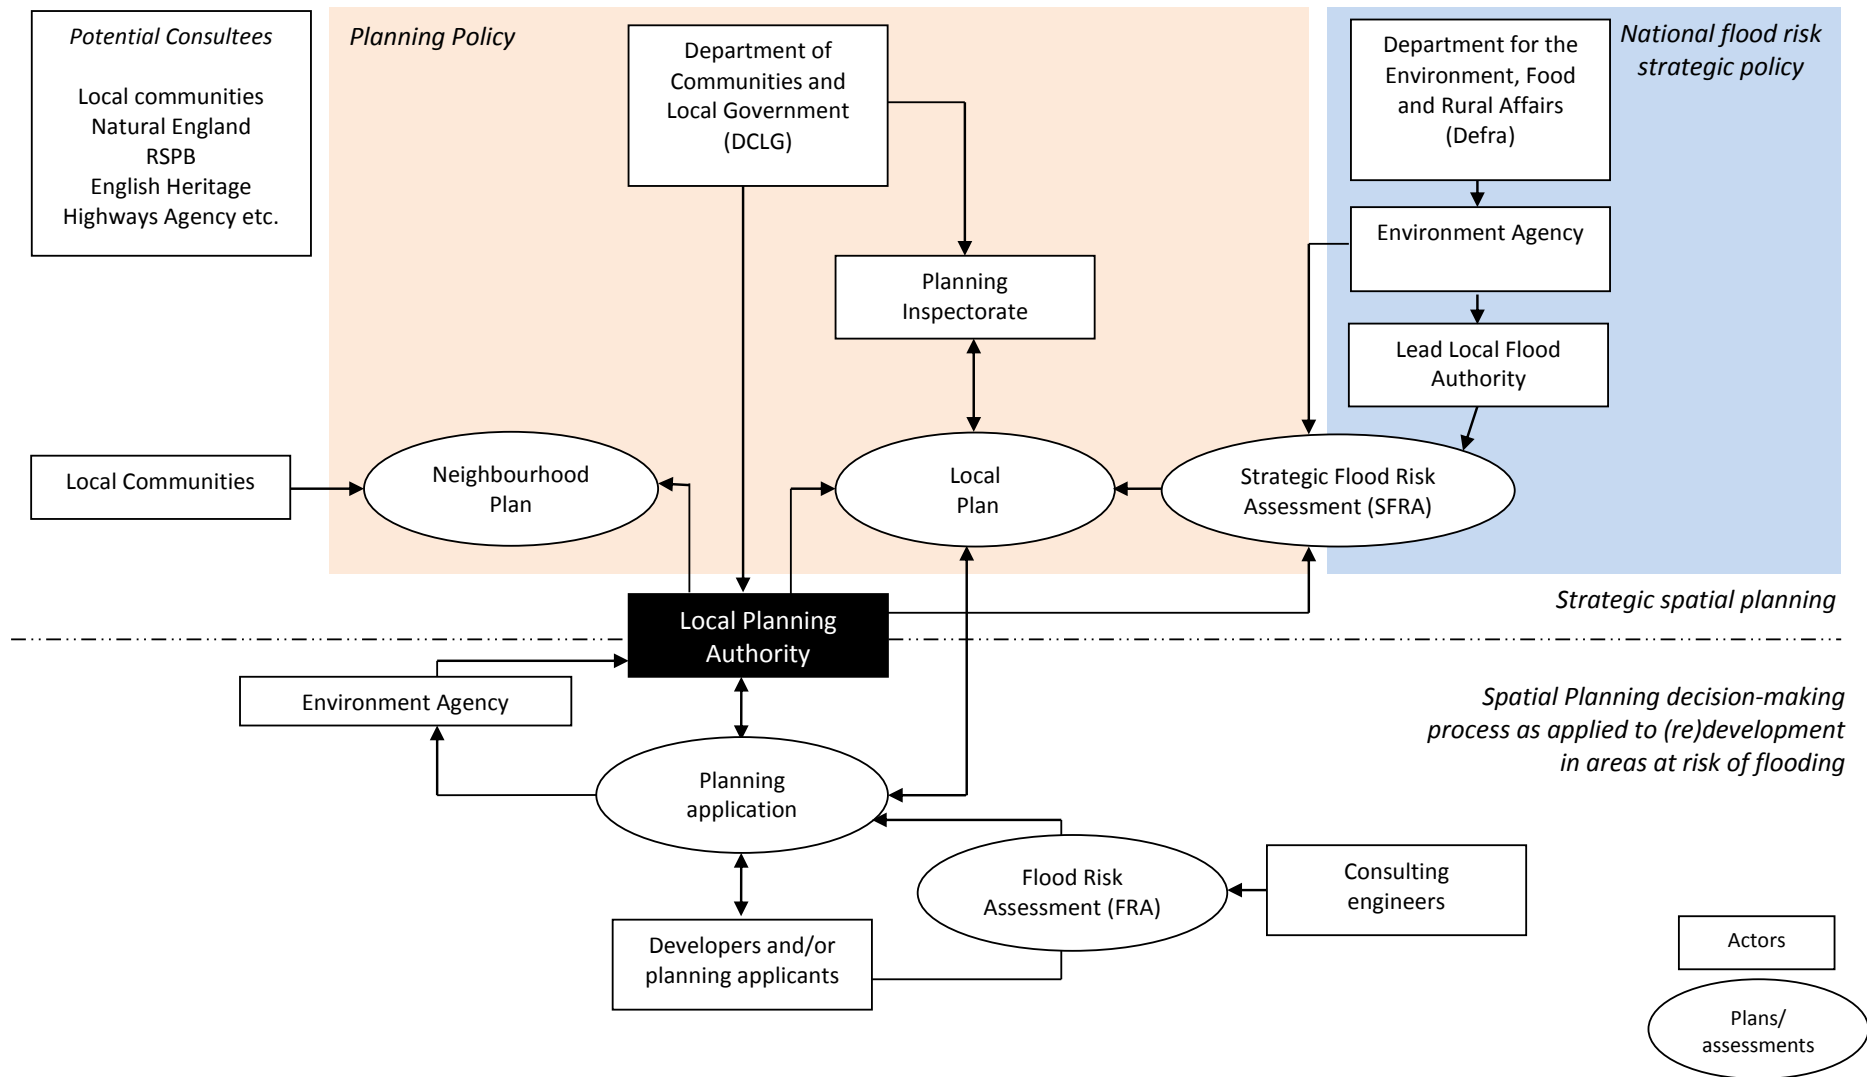 Potential Consultees
Local communities
Natural England
RSPB
English Heritage
Highways Agency etc.
Planning Policy
Department of
Communities and
Local Government
(DCLG)
Department for the
Environment, Food
and Rural Affairs
(Defra)
National flood risk
strategic policy
Environment Agency
Planning
Inspectorate
Lead Local Flood
Authority
Local Communities
Neighbourhood
Plan
Local
Plan
Strategic Flood Risk
Assessment (SFRA)
Strategic spatial planning
Local Planning
Authority
Environment Agency
Spatial Planning decision-making
process as applied to (re)development
in areas at risk of flooding
Planning
application
Flood Risk
Assessment (FRA)
Consulting
engineers
Developers and/or
planning applicants
Actors
Plans/
assessments